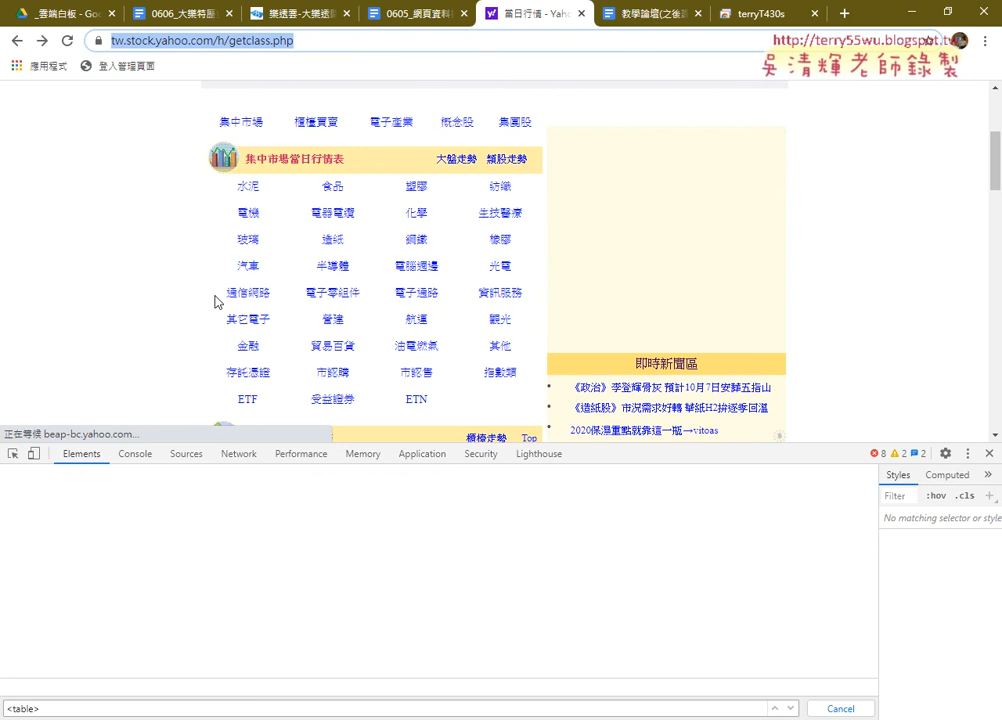 _雲端白板 - Goo
0606_大樂特壓
樂透雲-大樂透
0605_網頁資料
當日行情 - Yaho
教學論壇(之後
terryT430s
tw.stock.yahoo.com/h/getclass.php
http://terry55wu.blogspot.tw
吳清輝老師錄製
應用程式
登入管理頁面
集中市場 櫃檯買賣 電子產業 概念股 集團股
集中市場當日行情表 大盤走勢 類股走勢
水泥 食品 塑膠 紡織
電機 電器電纜 化學 生技醫療
玻璃 造紙 鋼鐵 橡膠
汽車 半導體 電腦週邊 光電
通信網路 電子零組件 電子通路 資訊服務
其它電子 營建 航運 觀光
金融 貿易百貨 油電燃氣 其他
存託憑證 市認購 市認售 指數類
ETF 受益證券 ETN
即時新聞區
《政治》李登輝骨灰 預計10月7日安葬五指山
《造紙股》市況需求好轉 華紙H2拚逐季回溫
2020保濕重點就靠這一瓶→vitoas
正在等候 beap-bc.yahoo.com...
櫃檯走勢 Top
Elements Console Sources Network Performance Memory Application Security Lighthouse 8 2 2
Styles Computed »
Filter :hov .cls +
No matching selector or style
<table> Cancel